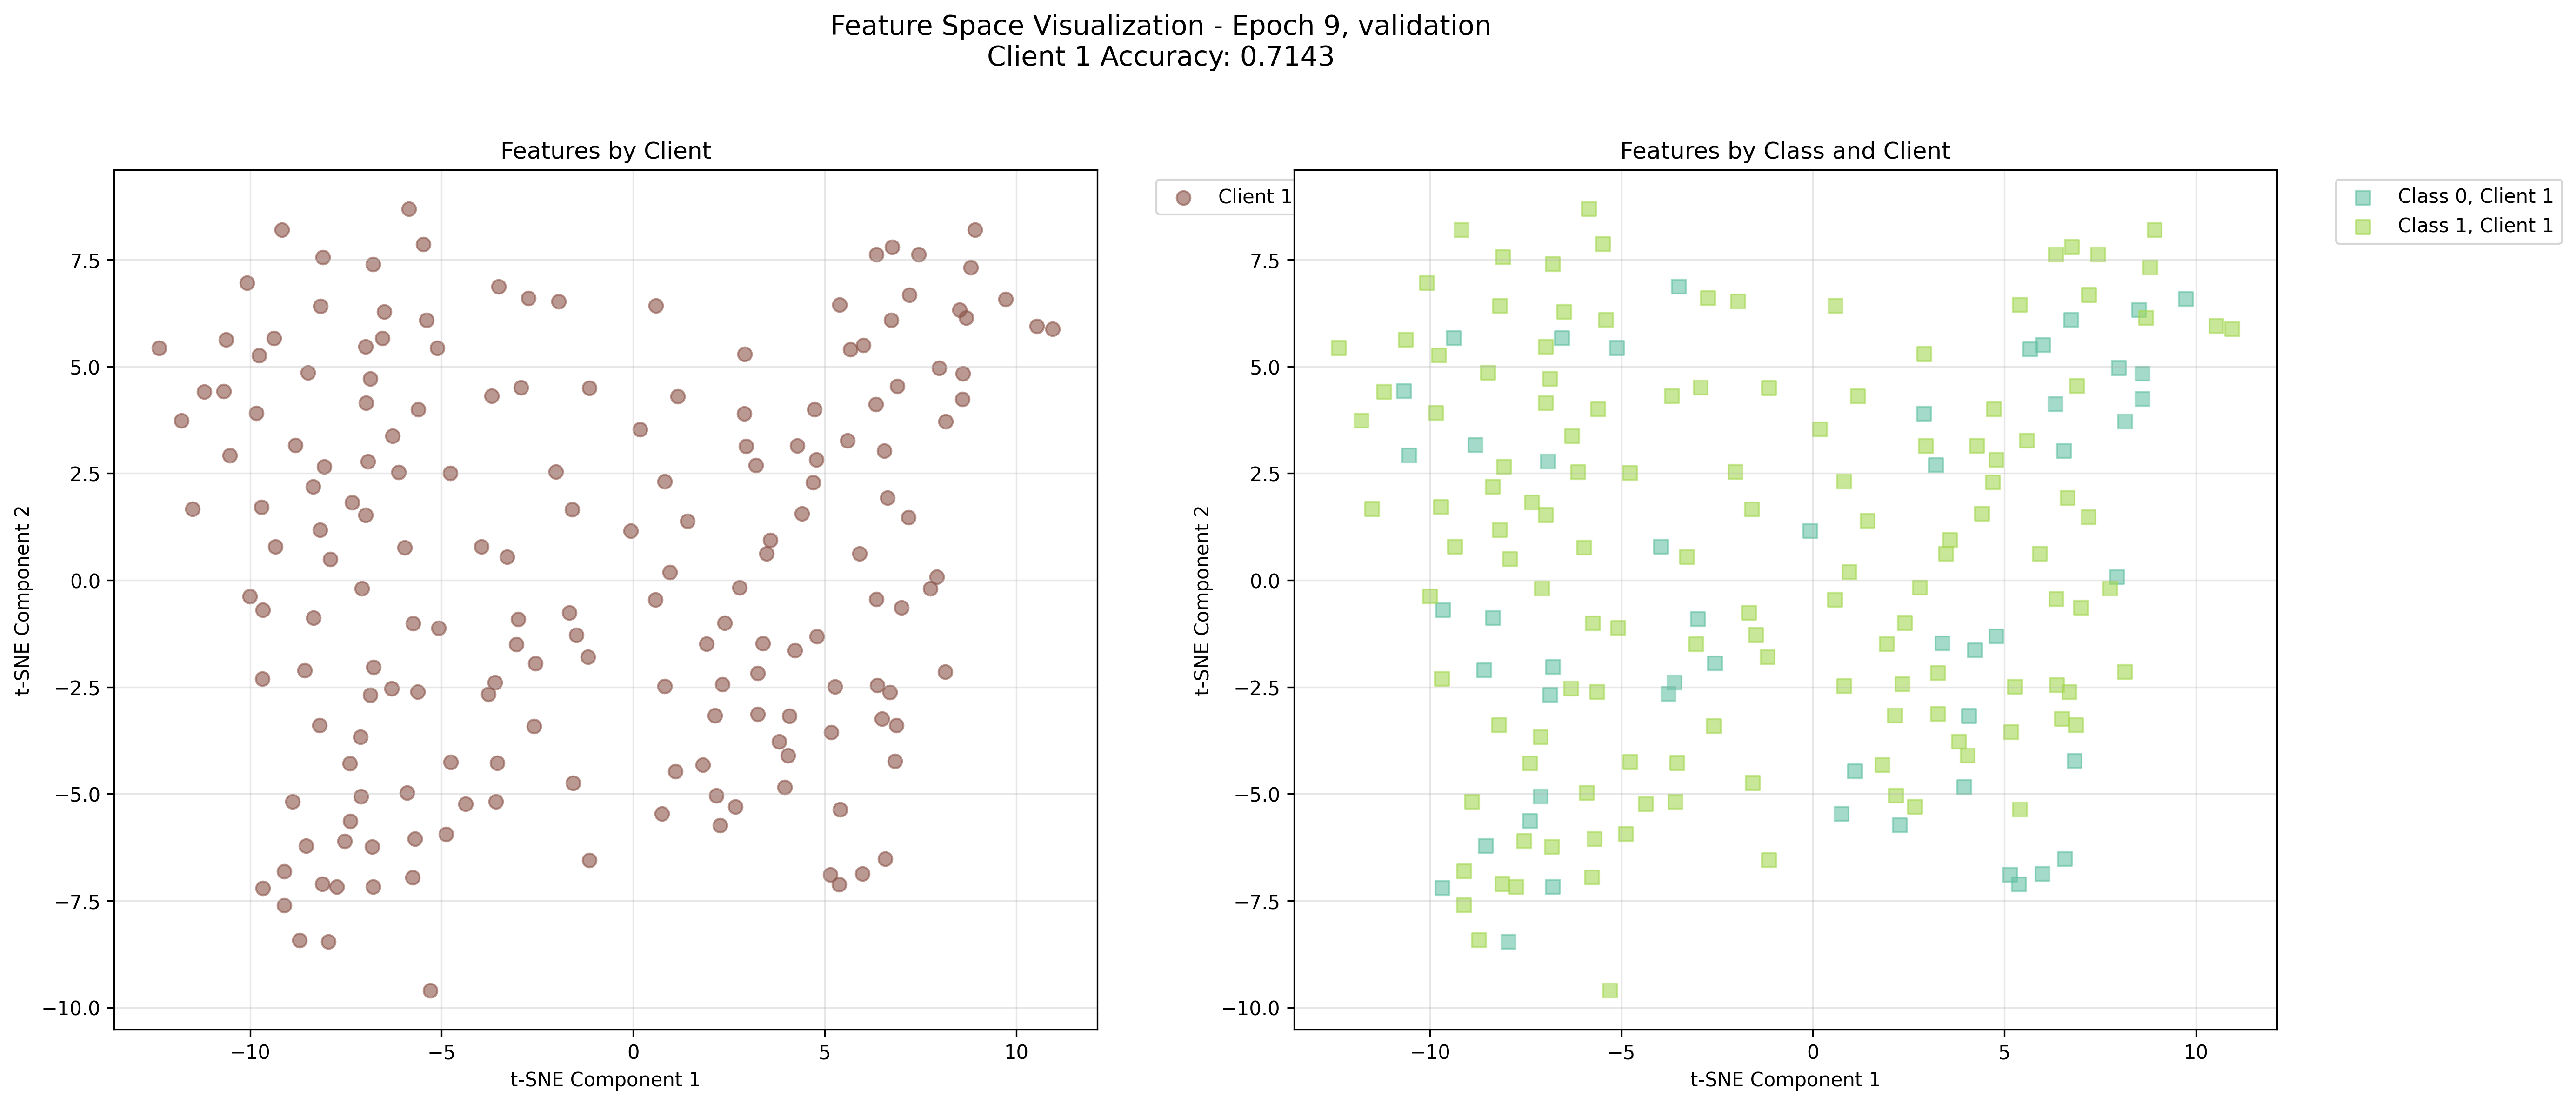 Feature Space Visualization - Epoch 9, validation
Client 1 Accuracy: 0.7143
Features by Client
Client 1
7.5
5.0
2.5
0.0
−2.5
−5.0
−7.5
−10.0
t-SNE Component 2
−10
−5
0
5
10
t-SNE Component 1
Features by Class and Client
Class 0, Client 1
Class 1, Client 1
7.5
5.0
2.5
0.0
−2.5
−5.0
−7.5
−10.0
t-SNE Component 2
−10
−5
0
5
10
t-SNE Component 1